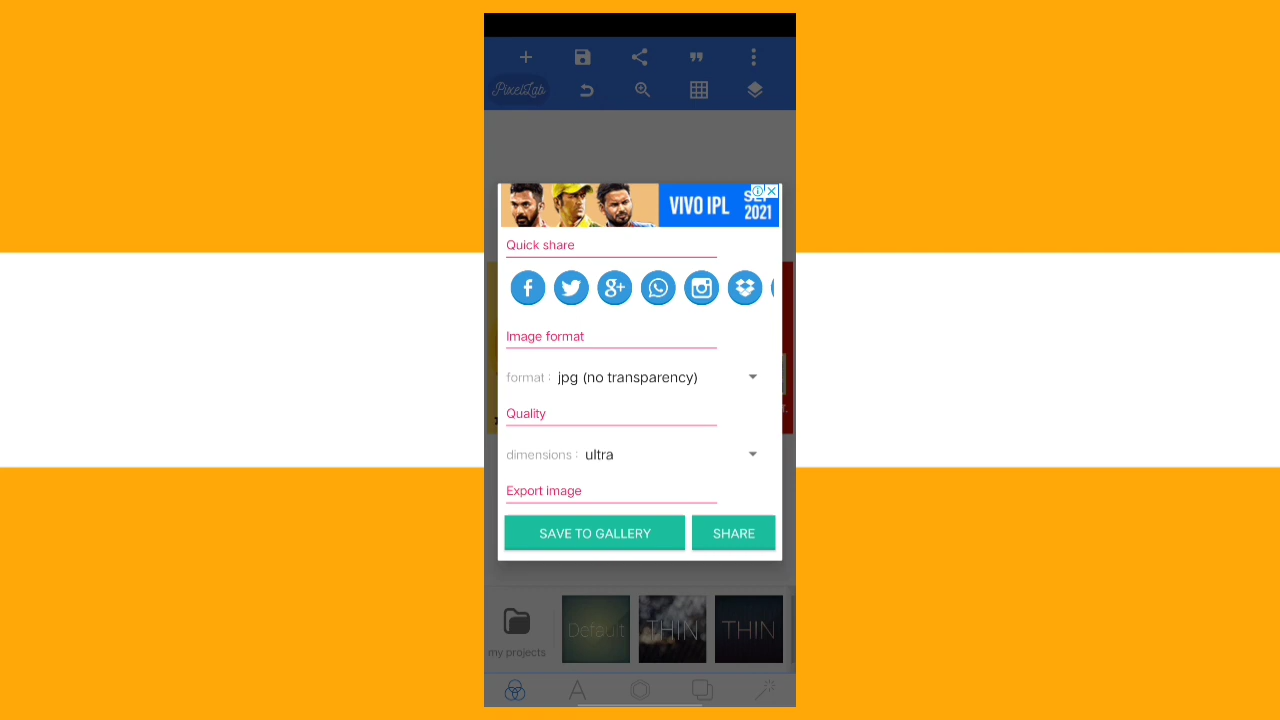 PixelLab
VIVO IPL
SEP
2021
Quick share
Image format
format : jpg (no transparency)
Quality
dimensions : ultra
Export image
SAVE TO GALLERY
SHARE
my projects
Default
THIN
THIN